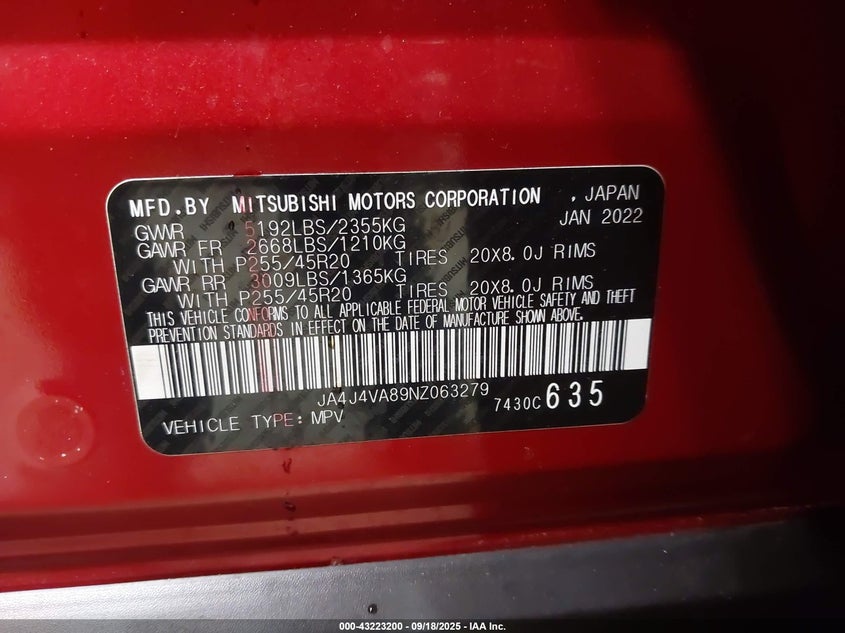 MFD.BY MITSUBISHI MOTORS CORPORATION , JAPAN
JAN 2022
GWWR 5192LBS/2355KG
GAWR FR 2668LBS/1210KG
WITH P255/45R20 TIRES 20X8.0J RIMS
GAWR RR 3009LBS/1365KG
WITH P255/45R20 TIRES 20X8.0J RIMS
THIS VEHICLE CONFORMS TO ALL APPLICABLE FEDERAL MOTOR VEHICLE SAFETY AND THEFT
PREVENTION STANDARDS IN EFFECT ON THE DATE OF MANUFACTURE SHOWN ABOVE.
JA4J4VA89NZ063279
VEHICLE TYPE: MPV 7430C 635
000-43223200 - 09/18/2025 - IAA Inc.